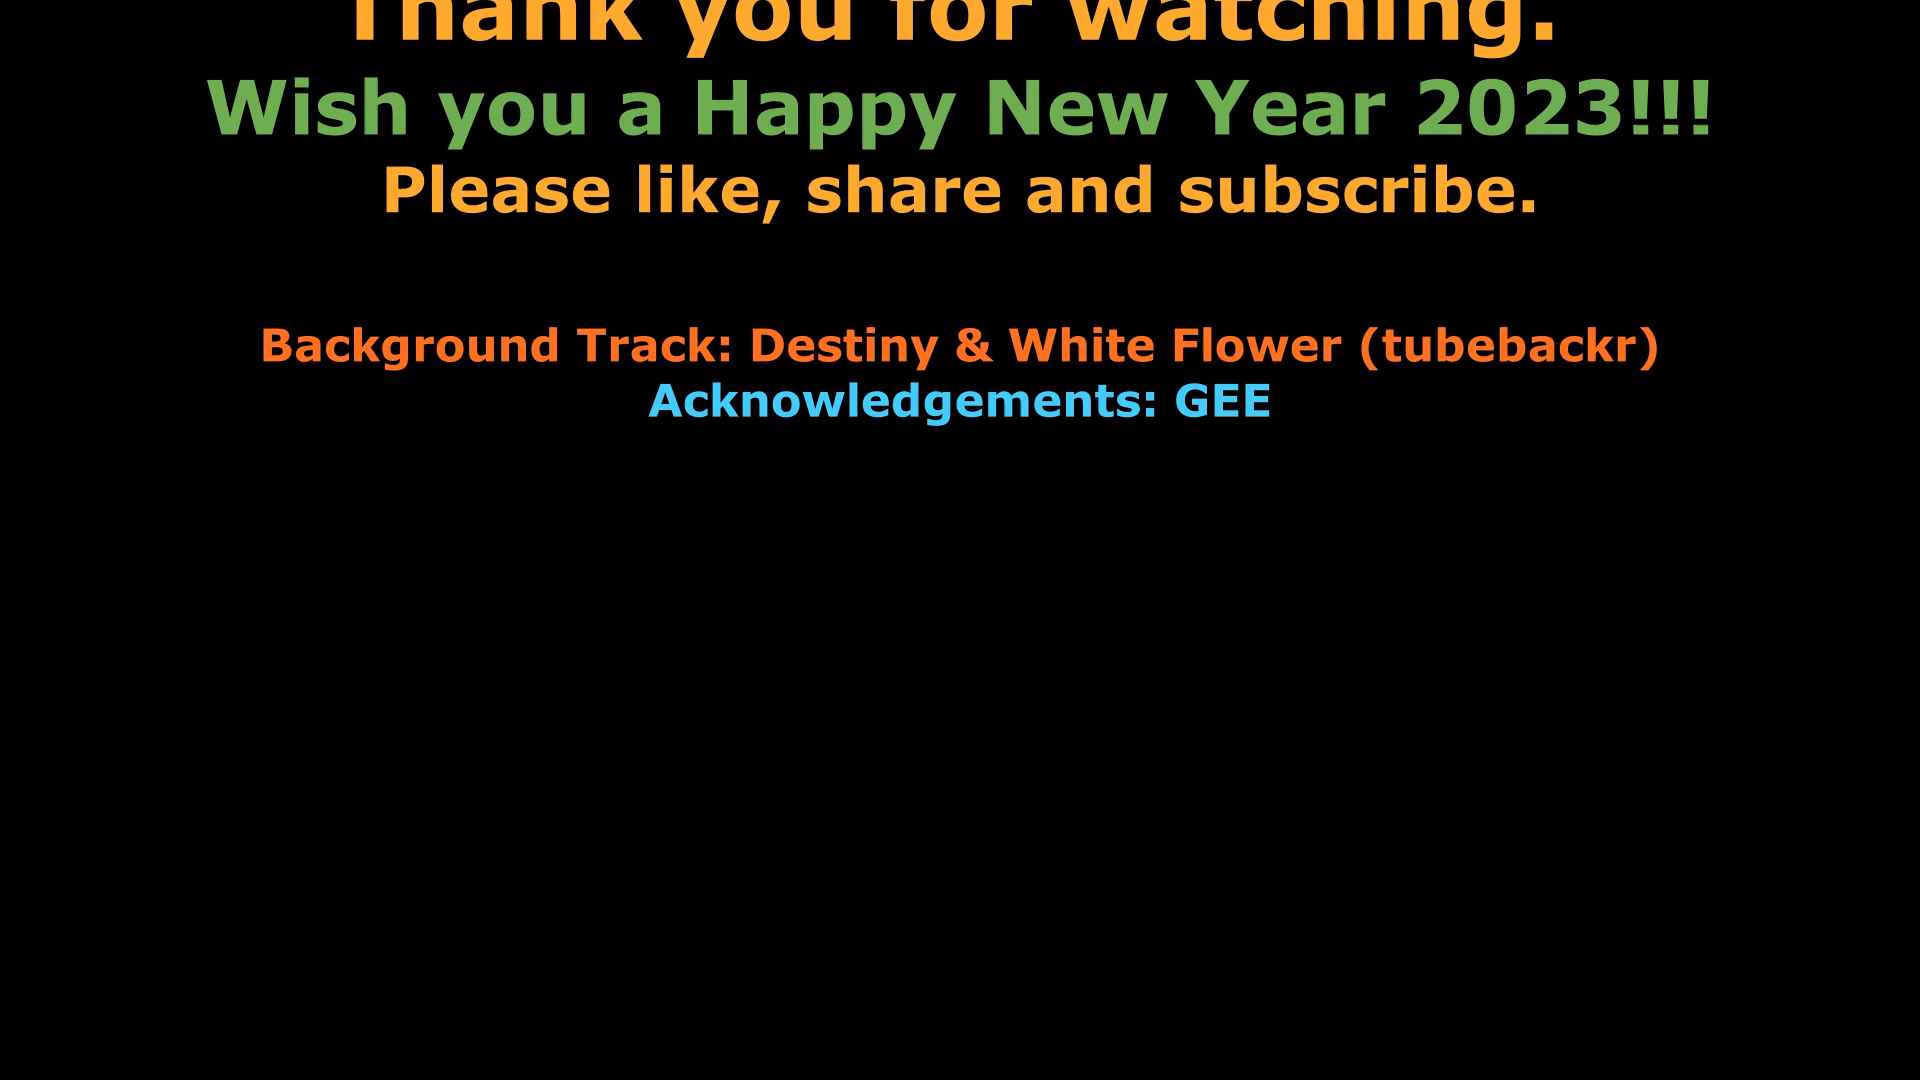 Thank you for watching.
Wish you a Happy New Year 2023!!!
Please like, share and subscribe.
Background Track: Destiny & White Flower (tubebackr)
Acknowledgements: GEE